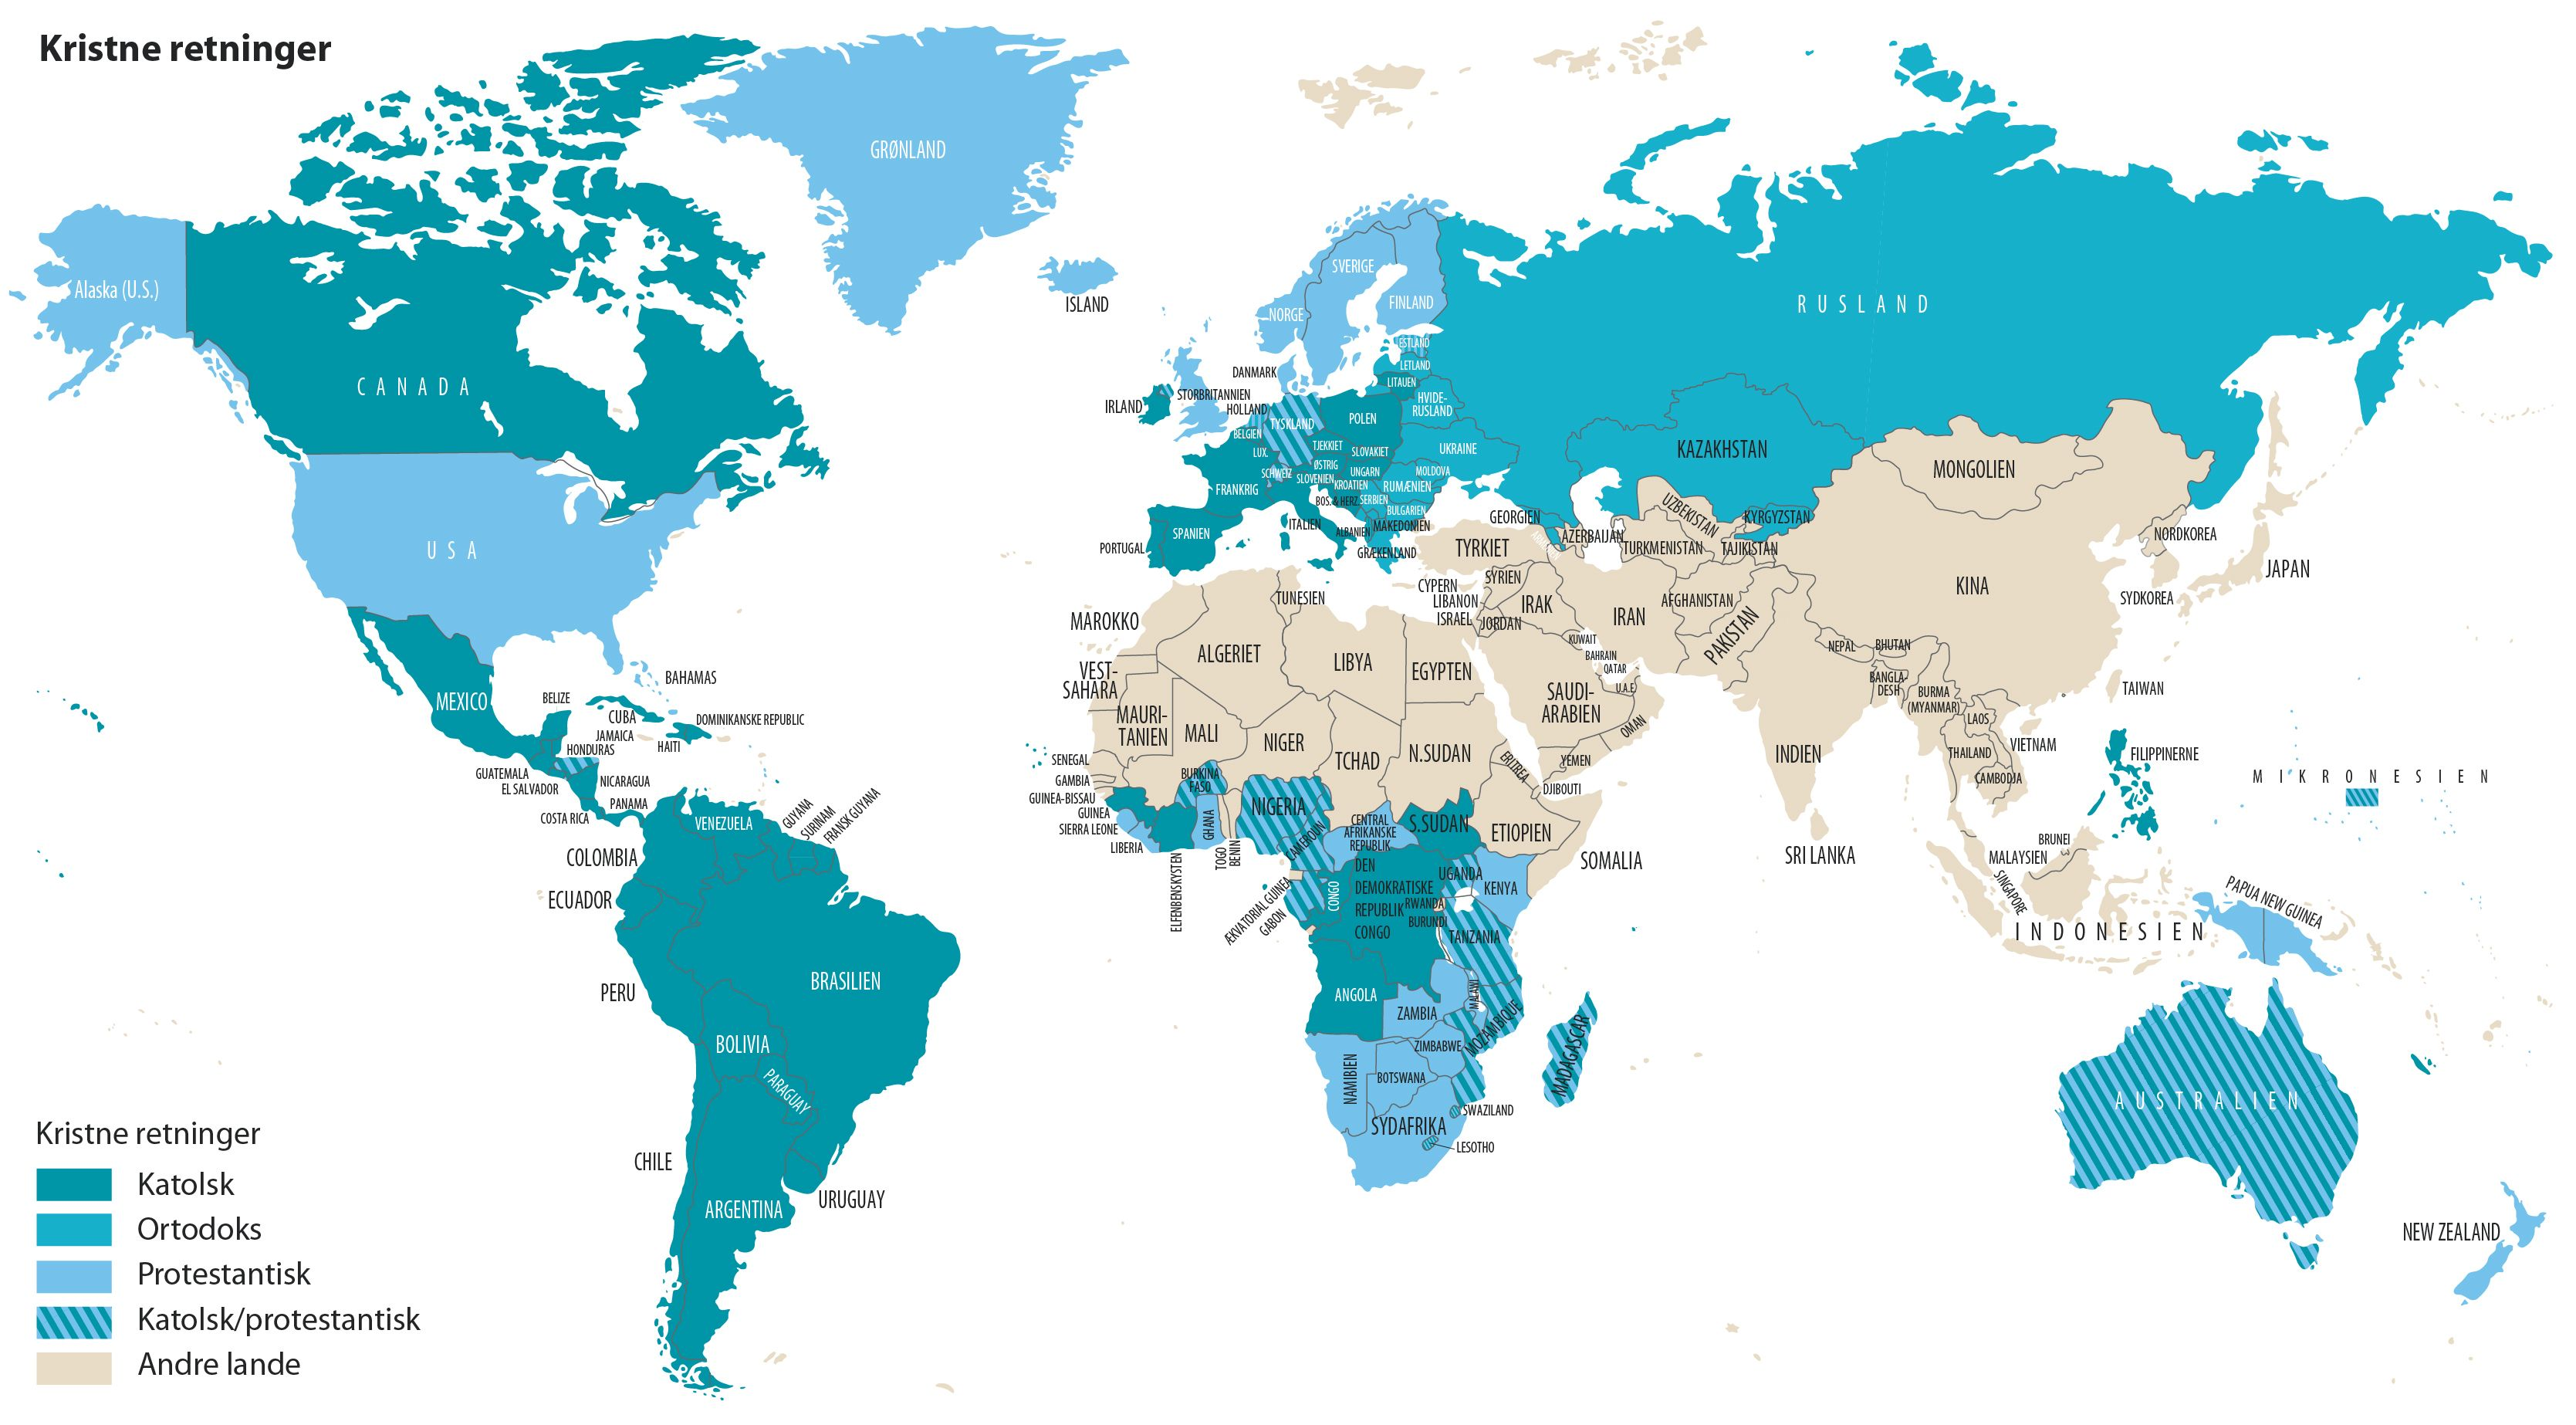 Kristne retninger
GRØNLAND
Alaska (U.S.)
ISLAND
CANADA
USA
MEXICO
BAHAMAS
BELIZE
CUBA
DOMINIKANSKE REPUBLIC
JAMAICA
HAITI
HONDURAS
GUATEMALA
EL SALVADOR
NICARAGUA
PANAMA
COSTA RICA
VENEZUELA
GUYANA
SURINAM
FRANSK GUYANA
COLOMBIA
ECUADOR
PERU
BRASILIEN
BOLIVIA
PARAGUAY
CHILE
ARGENTINA
URUGUAY
SVERIGE
FINLAND
NORGE
ESTLAND
LETLAND
LITAUEN
DANMARK
STORBRITANNIEN
IRLAND
HOLLAND
HVIDE-
RUSLAND
TYSKLAND
POLEN
BELGIEN
LUX.
TJEKKIET
SLOVAKIET
UKRAINE
ØSTRIG
SCHWEIZ
UNGARN
MOLDOVA
SLOVENIEN
KROATIEN
RUMÆNIEN
FRANKRIG
BOS. & HERZ.
SERBIEN
BULGARIEN
ITALIEN
ALBANIEN
MAKEDONIEN
GRÆKENLAND
SPANIEN
PORTUGAL
RUSLAND
KAZAKHSTAN
MONGOLIEN
UZBEKISTAN
KYRGYZSTAN
GEORGIEN
AZERBAIJAN
TURKMENISTAN
TAJIKISTAN
TYRKIET
NORDKOREA
JAPAN
SYDKOREA
KINA
CYPERN
SYRIEN
LIBANON
ISRAEL
JORDAN
IRAK
IRAN
AFGHANISTAN
PAKISTAN
KUWAIT
BAHRAIN
QATAR
U.A.E.
SAUDI-
ARABIEN
OMAN
YEMEN
NEPAL
BHUTAN
BANGLA-
DESH
BURMA
(MYANMAR)
LAOS
THAILAND
VIETNAM
CAMBODJA
TAIWAN
INDIEN
SRI LANKA
FILIPPINERNE
MIKRONESIEN
BRUNEI
MALAYSIEN
SINGAPORE
INDONESIEN
PAPUA NEW GUINEA
AUSTRALIEN
NEW ZEALAND
MAROKKO
TUNESIEN
ALGERIET
LIBYA
EGYPTEN
VEST-
SAHARA
MAURI-
TANIEN
MALI
NIGER
TCHAD
N.SUDAN
ERITREA
DJIBOUTI
SENEGAL
GAMBIA
GUINEA-BISSAU
GUINEA
SIERRA LEONE
LIBERIA
ELFENBENSKYSTEN
BURKINA
FASO
GHANA
TOGO
BENIN
NIGERIA
CAMEROUN
CENTRAL
AFRIKANSKE
REPUBLIK
S.SUDAN
ETIOPIEN
SOMALIA
ÆKVATORIAL GUINEA
GABON
CONGO
DEN
DEMOKRATISKE
REPUBLIK
CONGO
UGANDA
KENYA
RWANDA
BURUNDI
TANZANIA
ANGOLA
ZAMBIA
MALAWI
MOZAMBIQUE
ZIMBABWE
NAMIBIEN
BOTSWANA
MADAGASCAR
SWAZILAND
SYDAFRIKA
LESOTHO
Kristne retninger
Katolsk
Ortodoks
Protestantisk
Katolsk/protestantisk
Andre lande